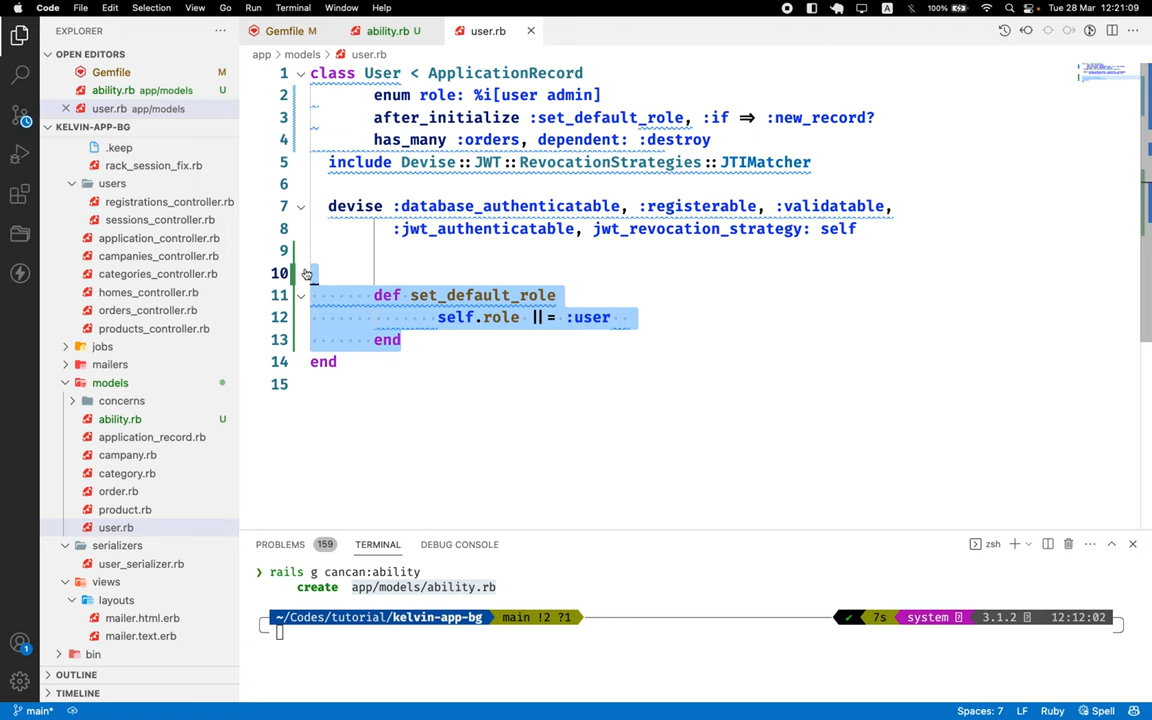 Code File Edit Selection View Go Run Terminal Window Help A 100% Tue 28 Mar 12:21:09
EXPLORER
Gemfile M ability.rb U user.rb
OPEN EDITORS
app models user.rb
Gemfile M
ability.rb app/models U
user.rb app/models
KELVIN-APP-BG
.keep
rack_session_fix.rb
users
registrations_controller.rb
sessions_controller.rb
application_controller.rb
campanies_controller.rb
categories_controller.rb
homes_controller.rb
orders_controller.rb
products_controller.rb
jobs
mailers
models
concerns
ability.rb U
application_record.rb
campany.rb
category.rb
order.rb
product.rb
user.rb
serializers
user_serializer.rb
views
layouts
mailer.html.erb
mailer.text.erb
bin
OUTLINE
TIMELINE
1 class User < ApplicationRecord
2 enum role: %i[user admin]
3 after_initialize :set_default_role, :if => :new_record?
4 has_many :orders, dependent: :destroy
5 include Devise::JWT::RevocationStrategies::JTIMatcher
6
7 devise :database_authenticatable, :registerable, :validatable,
8 :jwt_authenticatable, jwt_revocation_strategy: self
9
10
11 def set_default_role
12 self.role ||= :user
13 end
14 end
15
PROBLEMS 159 TERMINAL DEBUG CONSOLE zsh
❯ rails g cancan:ability
create app/models/ability.rb
~/Codes/tutorial/kelvin-app-bg main !2 ?1 ✔ 7s system 3.1.2 12:12:02
1
main* Spaces: 7 LF Ruby Spell